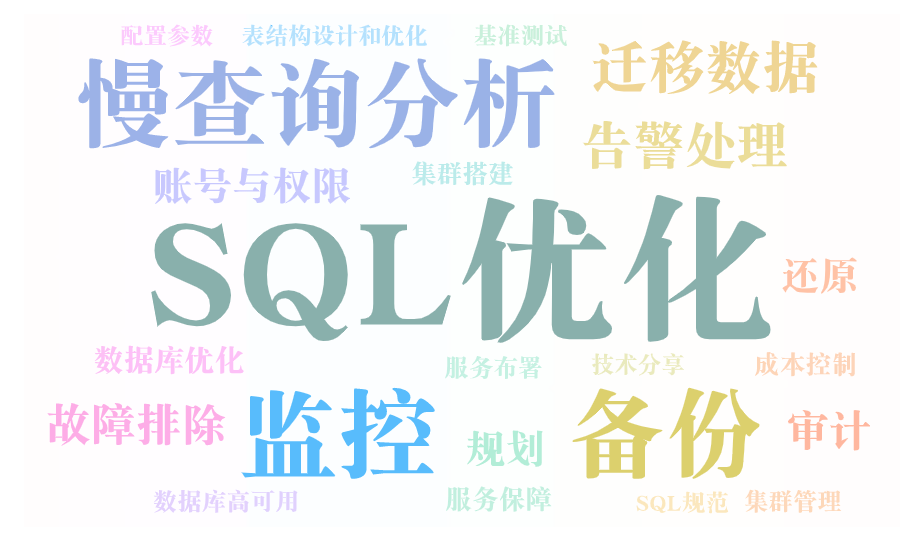 配置参数
表结构设计和优化
基准测试
慢查询分析
迁移数据
告警处理
账号与权限
集群搭建
SQL优化
还原
数据库优化
服务布署
技术分享
成本控制
故障排除
监控
规划
备份
审计
数据库高可用
服务保障
SQL规范
集群管理